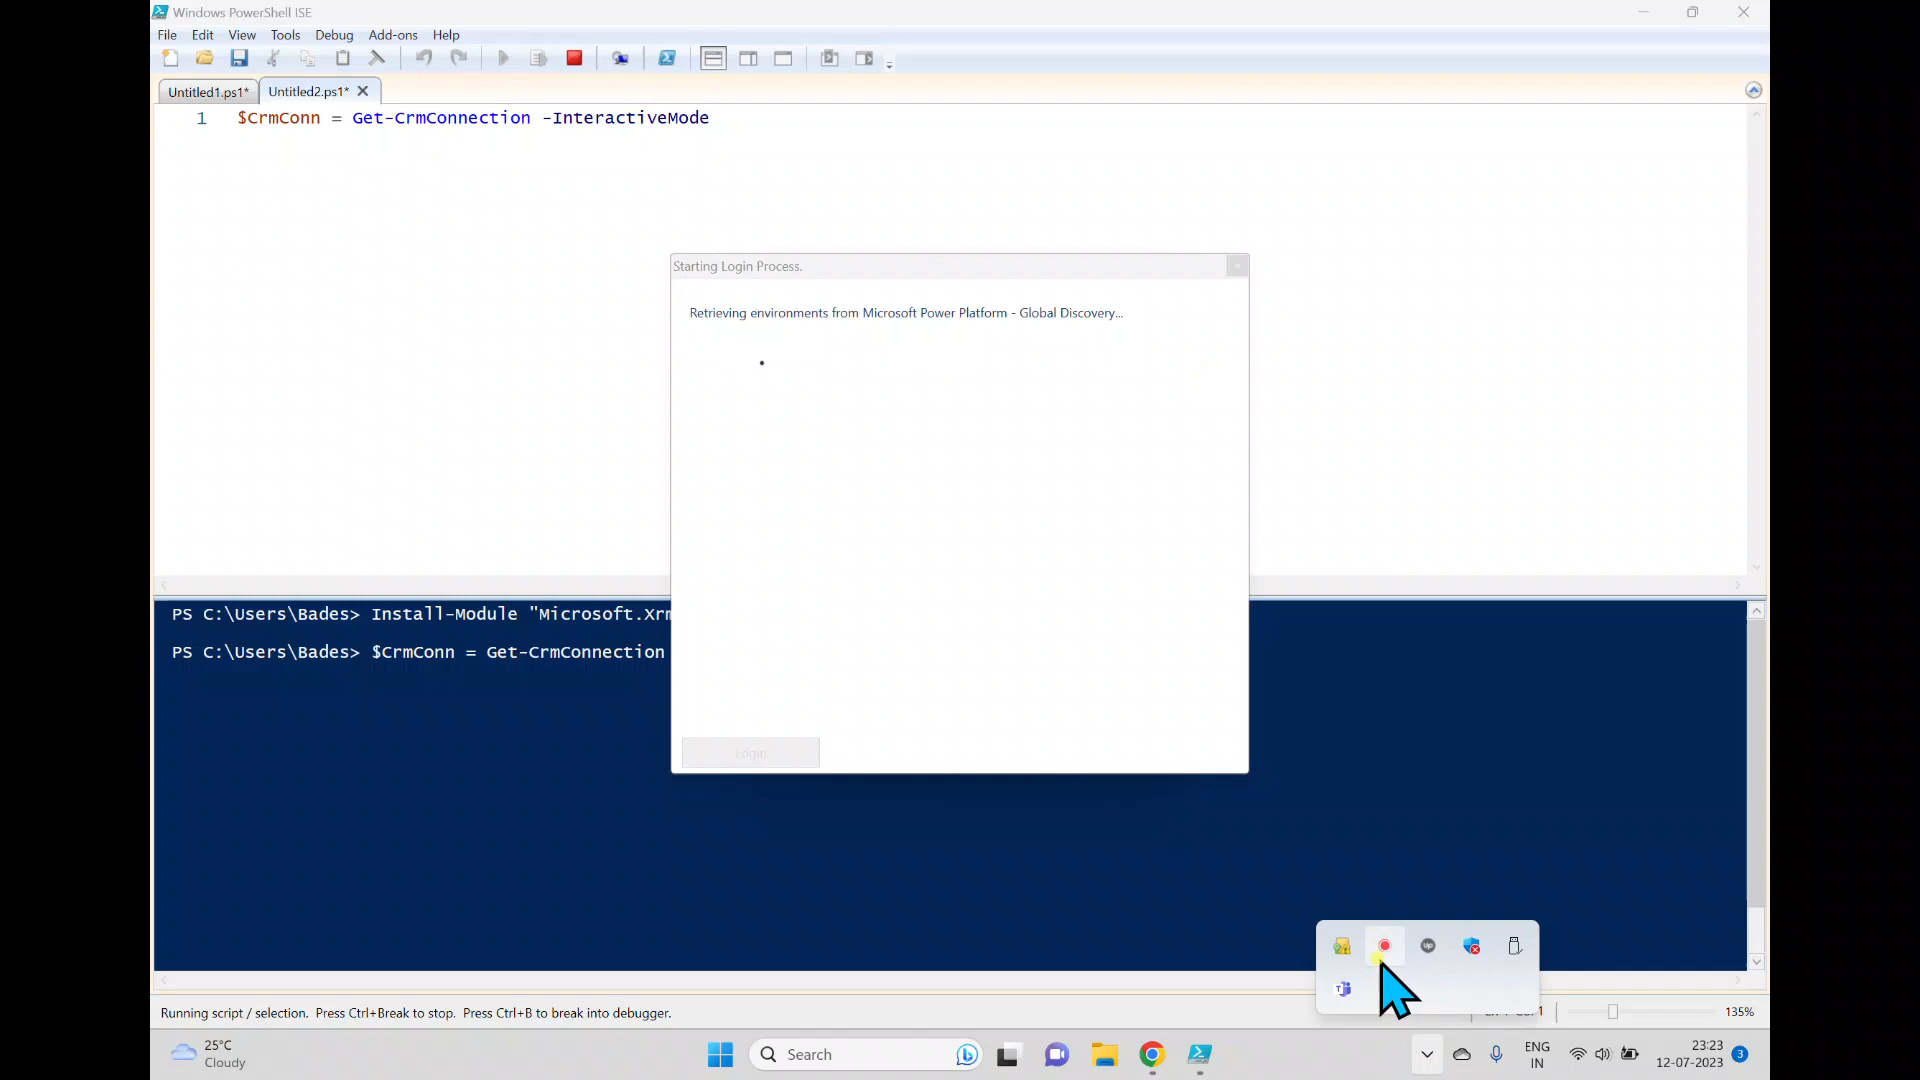 Windows PowerShell ISE
File Edit View Tools Debug Add-ons Help
Untitled1.ps1* Untitled2.ps1*
1 $CrmConn = Get-CrmConnection -InteractiveMode
Starting Login Process.
Retrieving environments from Microsoft Power Platform - Global Discovery...
Login
PS C:\Users\Bades> Install-Module "Microsoft.Xrm
PS C:\Users\Bades> $CrmConn = Get-CrmConnection
Running script / selection. Press Ctrl+Break to stop. Press Ctrl+B to break into debugger.
135%
25°C
Cloudy
Search
ENG
IN
23:23
12-07-2023
3